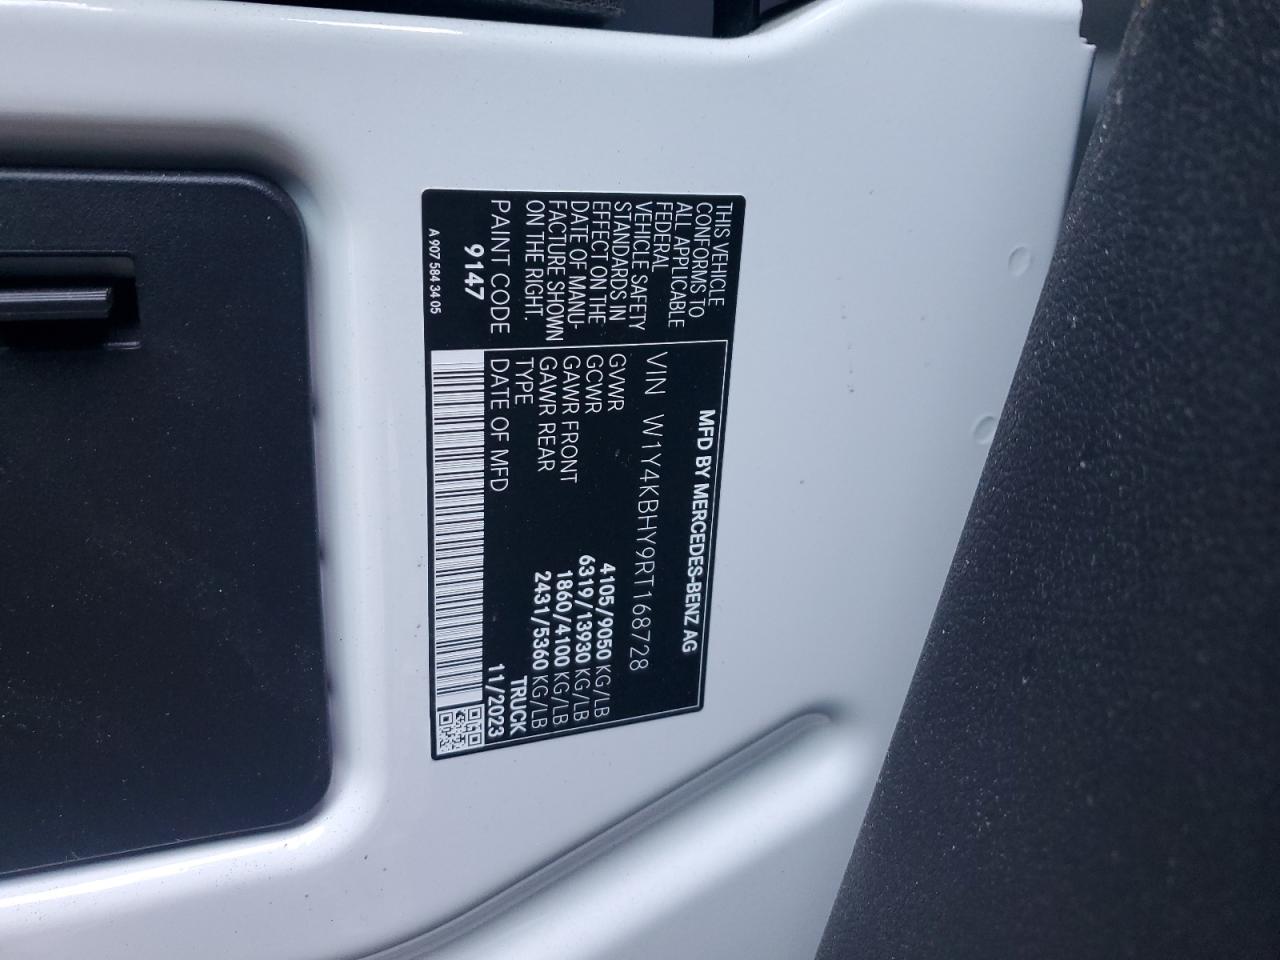 MFD BY MERCEDES-BENZ AG
THIS VEHICLE
CONFORMS TO
ALL APPLICABLE
FEDERAL
VEHICLE SAFETY
STANDARDS IN
EFFECT ON THE
DATE OF MANU-
FACTURE SHOWN
ON THE RIGHT.
PAINT CODE
9147
A 907 584 34 05
VIN W1Y4KBHY9RT168728
GVWR 4105/9050 KG/LB
GCWR 6319/13930 KG/LB
GAWR FRONT 1860/4100 KG/LB
GAWR REAR 2431/5360 KG/LB
TYPE TRUCK
DATE OF MFD 11/2023